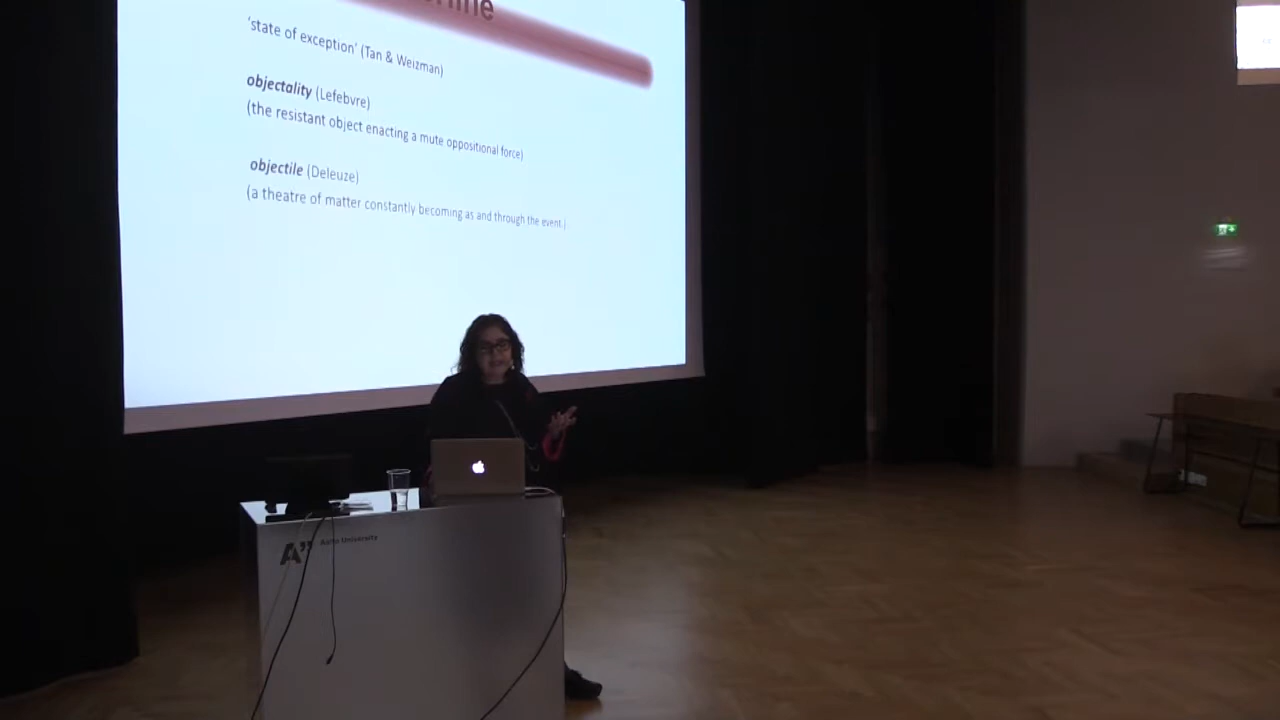 'state of exception' (Tan & Weizman)
objectality (Lefebvre)
(the resistant object enacting a mute oppositional force)
objectile (Deleuze)
(a theatre of matter constantly becoming as and through the event.)
A" Aalto University